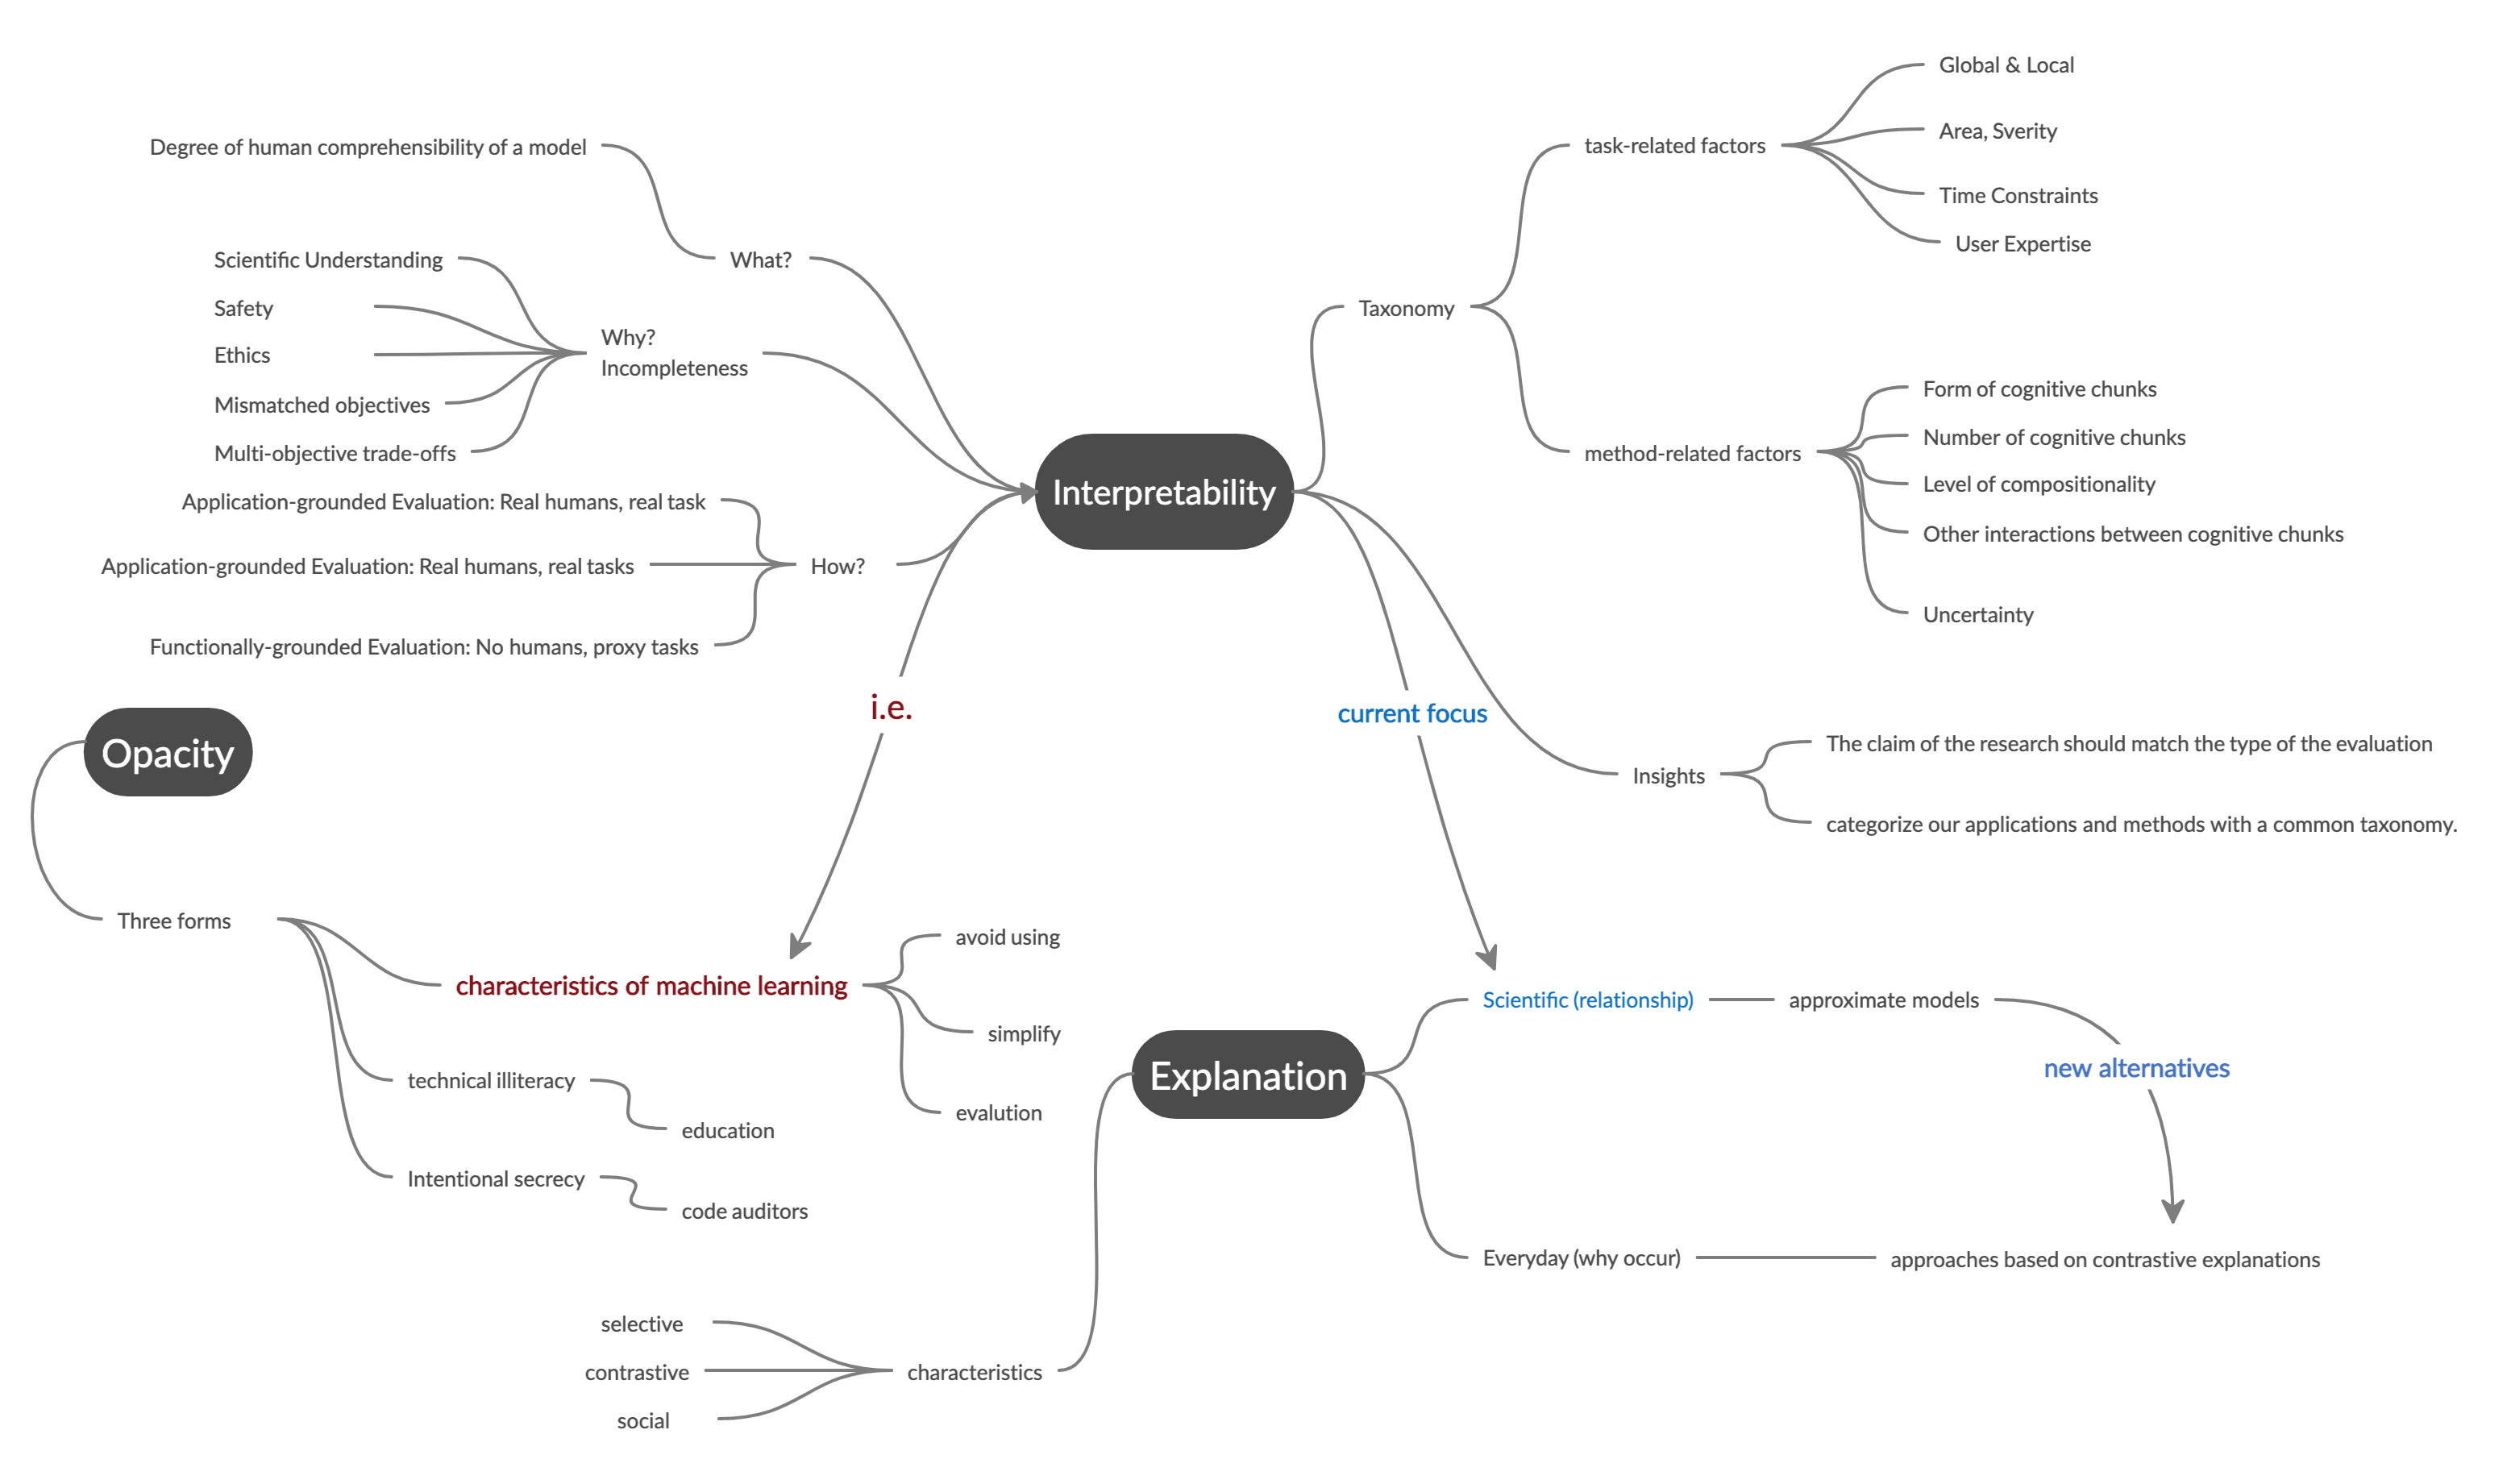 Interpretability
What?
Degree of human comprehensibility of a model
Why?
Incompleteness
Scientific Understanding
Safety
Ethics
Mismatched objectives
Multi-objective trade-offs
How?
Application-grounded Evaluation: Real humans, real task
Application-grounded Evaluation: Real humans, real tasks
Functionally-grounded Evaluation: No humans, proxy tasks
Taxonomy
task-related factors
Global & Local
Area, Sverity
Time Constraints
User Expertise
method-related factors
Form of cognitive chunks
Number of cognitive chunks
Level of compositionality
Other interactions between cognitive chunks
Uncertainty
Insights
The claim of the research should match the type of the evaluation
categorize our applications and methods with a common taxonomy.
i.e.
current focus
Opacity
Three forms
characteristics of machine learning
avoid using
simplify
evalution
technical illiteracy
education
Intentional secrecy
code auditors
Explanation
Scientific (relationship)
approximate models
new alternatives
Everyday (why occur)
approaches based on contrastive explanations
characteristics
selective
contrastive
social